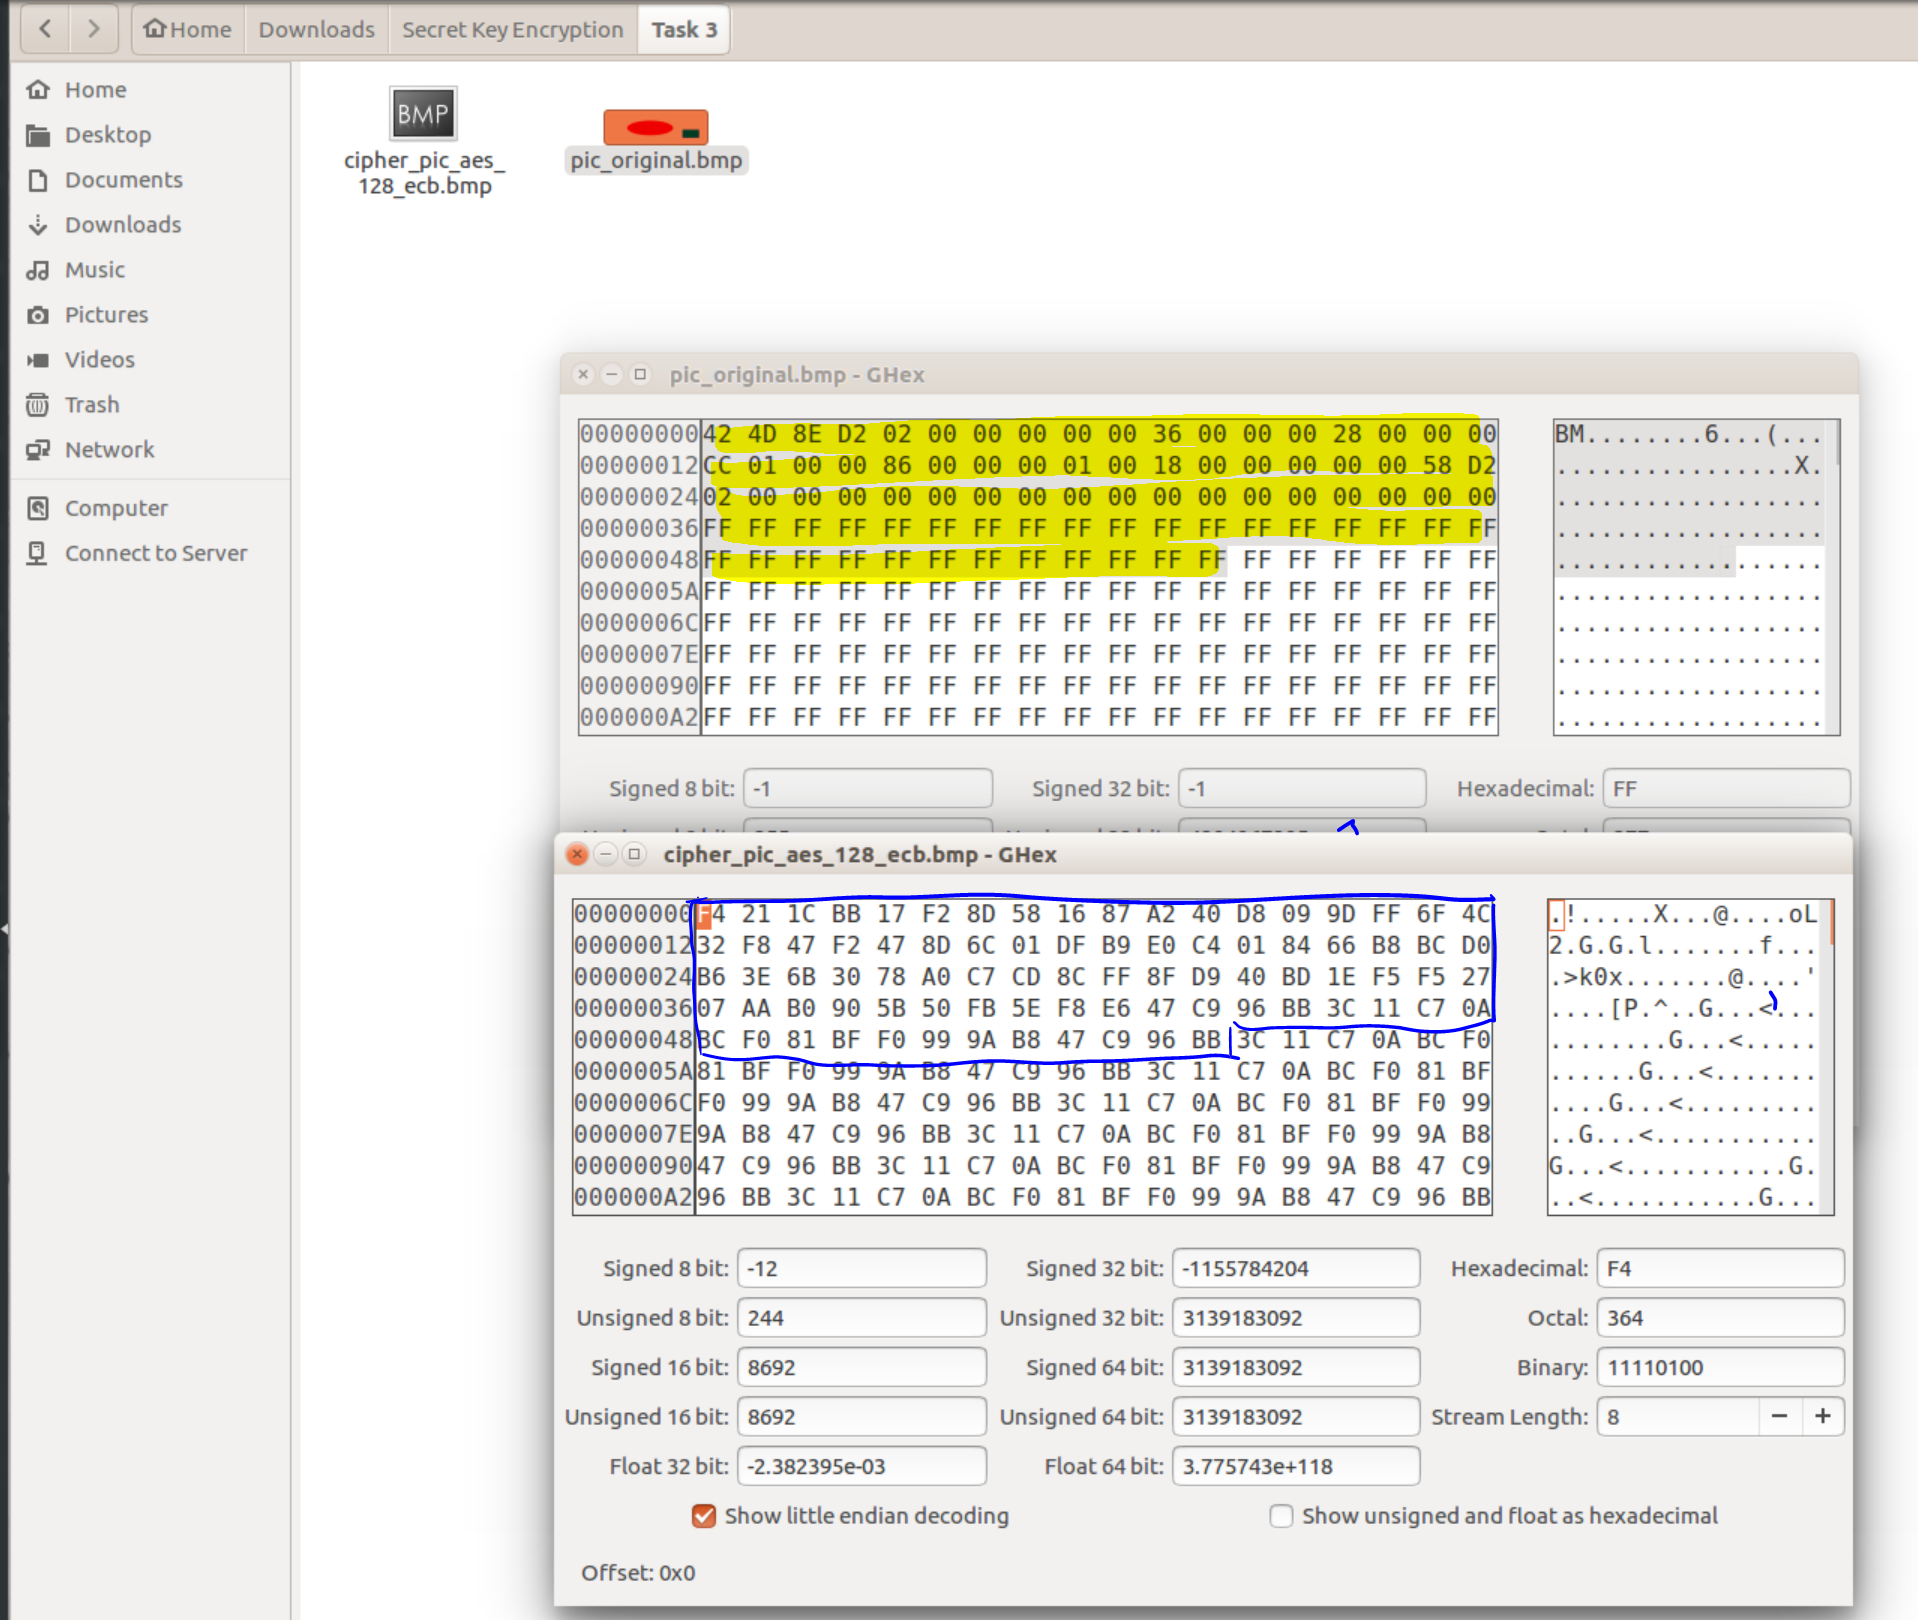 Home Downloads Secret Key Encryption Task 3
Home
Desktop
Documents
Downloads
Music
Pictures
Videos
Trash
Network
Computer
Connect to Server
BMP
cipher_pic_aes_
128_ecb.bmp
pic_original.bmp
pic_original.bmp - GHex
00000000 42 4D 8E D2 02 00 00 00 00 00 36 00 00 00 28 00 00 00 BM........6...(...
00000012 CC 01 00 00 86 00 00 00 01 00 18 00 00 00 00 00 58 D2 ................X.
00000024 02 00 00 00 00 00 00 00 00 00 00 00 00 00 00 00 00 00 ..................
00000036 FF FF FF FF FF FF FF FF FF FF FF FF FF FF FF FF FF FF ..................
00000048 FF FF FF FF FF FF FF FF FF FF FF FF FF FF FF FF FF FF ..................
0000005A FF FF FF FF FF FF FF FF FF FF FF FF FF FF FF FF FF FF ..................
0000006C FF FF FF FF FF FF FF FF FF FF FF FF FF FF FF FF FF FF ..................
0000007E FF FF FF FF FF FF FF FF FF FF FF FF FF FF FF FF FF FF ..................
00000090 FF FF FF FF FF FF FF FF FF FF FF FF FF FF FF FF FF FF ..................
000000A2 FF FF FF FF FF FF FF FF FF FF FF FF FF FF FF FF FF FF ..................
Signed 8 bit: -1 Signed 32 bit: -1 Hexadecimal: FF
cipher_pic_aes_128_ecb.bmp - GHex
00000000 F4 21 1C BB 17 F2 8D 58 16 87 A2 40 D8 09 9D FF 6F 4C .!.....X...@....oL
00000012 32 F8 47 F2 47 8D 6C 01 DF B9 E0 C4 01 84 66 B8 BC D0 2.G.G.l.......f...
00000024 B6 3E 6B 30 78 A0 C7 CD 8C FF 8F D9 40 BD 1E F5 F5 27 .>k0x.......@....'
00000036 07 AA B0 90 5B 50 FB 5E F8 E6 47 C9 96 BB 3C 11 C7 0A ....[P.^..G...<...
00000048 BC F0 81 BF F0 99 9A B8 47 C9 96 BB 3C 11 C7 0A BC F0 ........G...<.....
0000005A 81 BF F0 99 9A B8 47 C9 96 BB 3C 11 C7 0A BC F0 81 BF ......G...<.......
0000006C F0 99 9A B8 47 C9 96 BB 3C 11 C7 0A BC F0 81 BF F0 99 ....G...<.........
0000007E 9A B8 47 C9 96 BB 3C 11 C7 0A BC F0 81 BF F0 99 9A B8 ..G...<...........
00000090 47 C9 96 BB 3C 11 C7 0A BC F0 81 BF F0 99 9A B8 47 C9 G...<...........G.
000000A2 96 BB 3C 11 C7 0A BC F0 81 BF F0 99 9A B8 47 C9 96 BB ..<...........G...
Signed 8 bit: -12 Signed 32 bit: -1155784204 Hexadecimal: F4
Unsigned 8 bit: 244 Unsigned 32 bit: 3139183092 Octal: 364
Signed 16 bit: 8692 Signed 64 bit: 3139183092 Binary: 11110100
Unsigned 16 bit: 8692 Unsigned 64 bit: 3139183092 Stream Length: 8 − +
Float 32 bit: -2.382395e-03 Float 64 bit: 3.775743e+118
Show little endian decoding Show unsigned and float as hexadecimal
Offset: 0x0